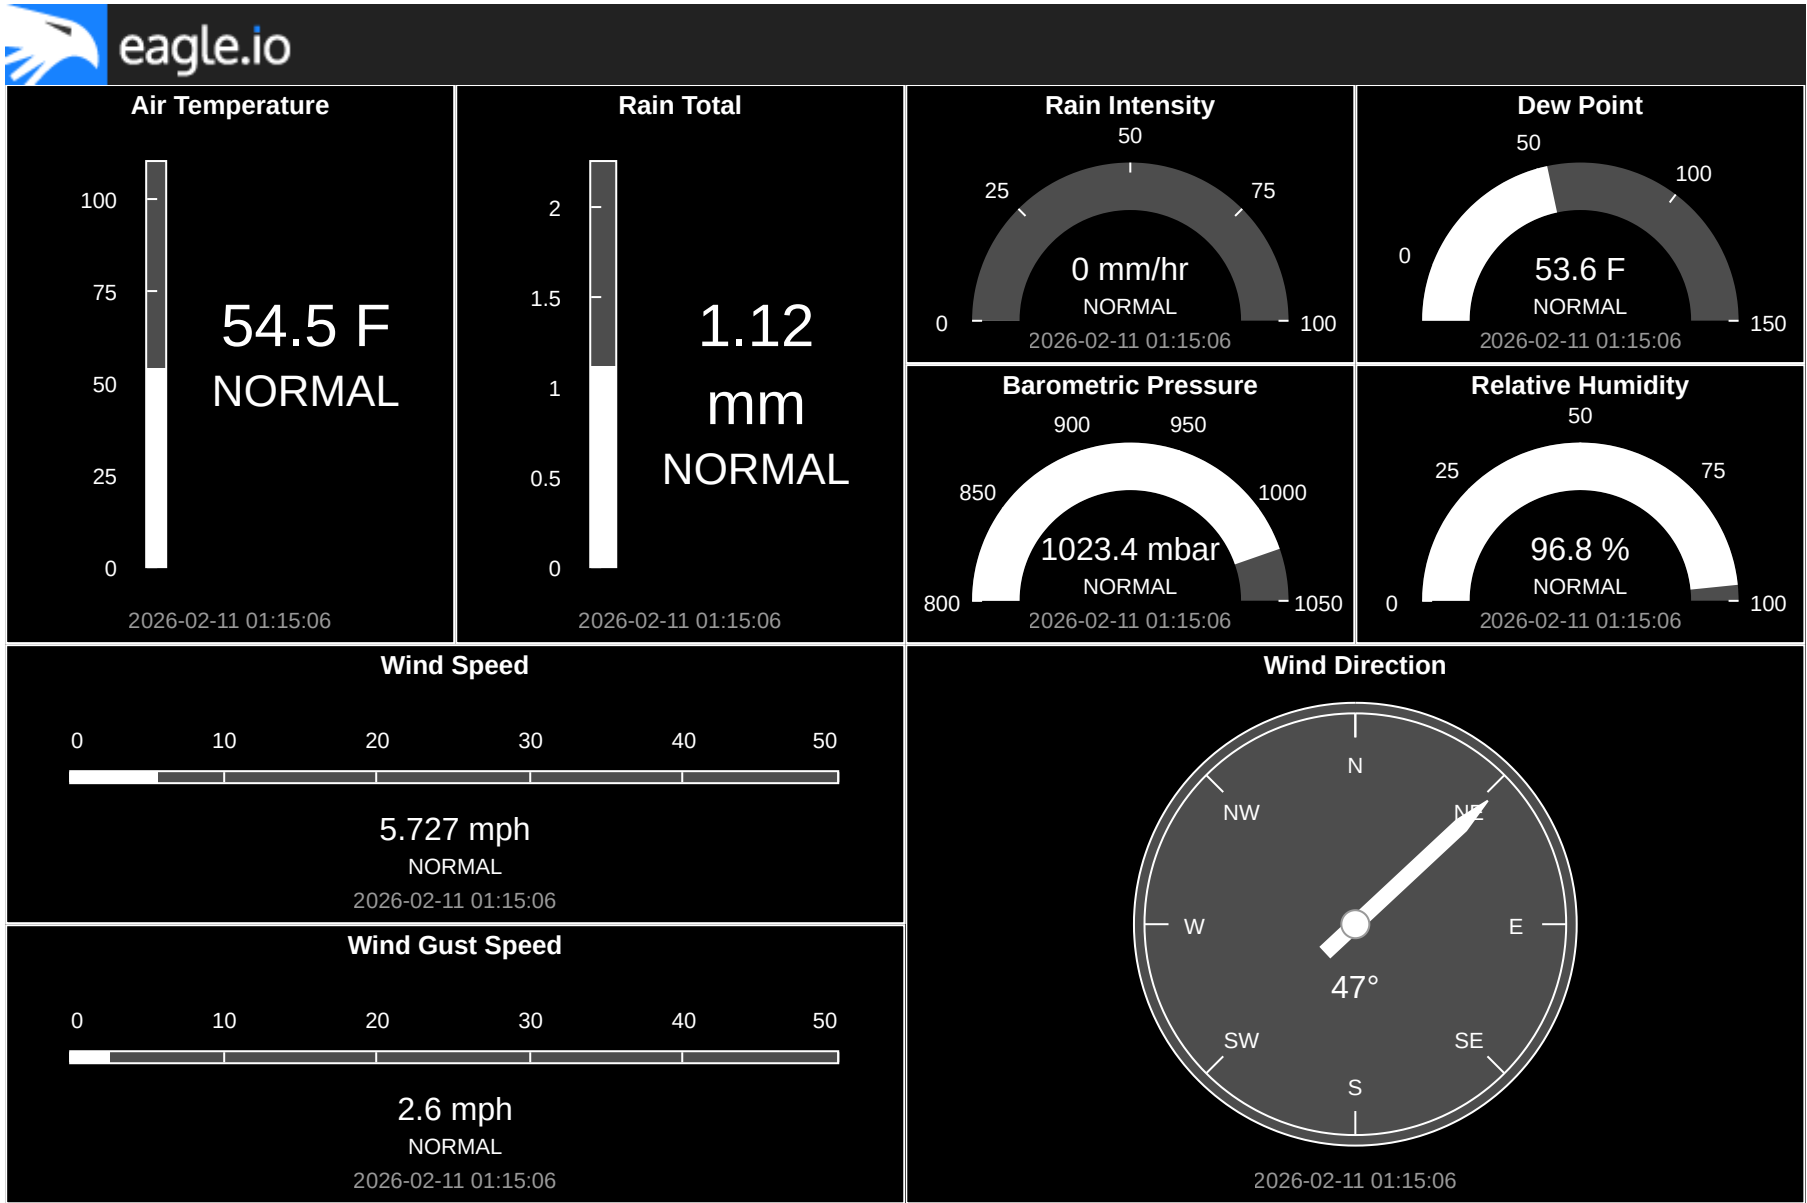 eagle.io
Air Temperature
100
75
50
25
0
54.5 F
NORMAL
2026-02-11 01:15:06
Rain Total
2
1.5
1
0.5
0
1.12
mm
NORMAL
2026-02-11 01:15:06
Rain Intensity
0
25
50
75
100
0 mm/hr
NORMAL
2026-02-11 01:15:06
Dew Point
0
50
100
150
53.6 F
NORMAL
2026-02-11 01:15:06
Barometric Pressure
800
850
900
950
1000
1050
1023.4 mbar
NORMAL
2026-02-11 01:15:06
Relative Humidity
0
25
50
75
100
96.8 %
NORMAL
2026-02-11 01:15:06
Wind Speed
0 10 20 30 40 50
5.727 mph
NORMAL
2026-02-11 01:15:06
Wind Gust Speed
0 10 20 30 40 50
2.6 mph
NORMAL
2026-02-11 01:15:06
Wind Direction
N
NW NE
W E
47°
SW SE
S
2026-02-11 01:15:06